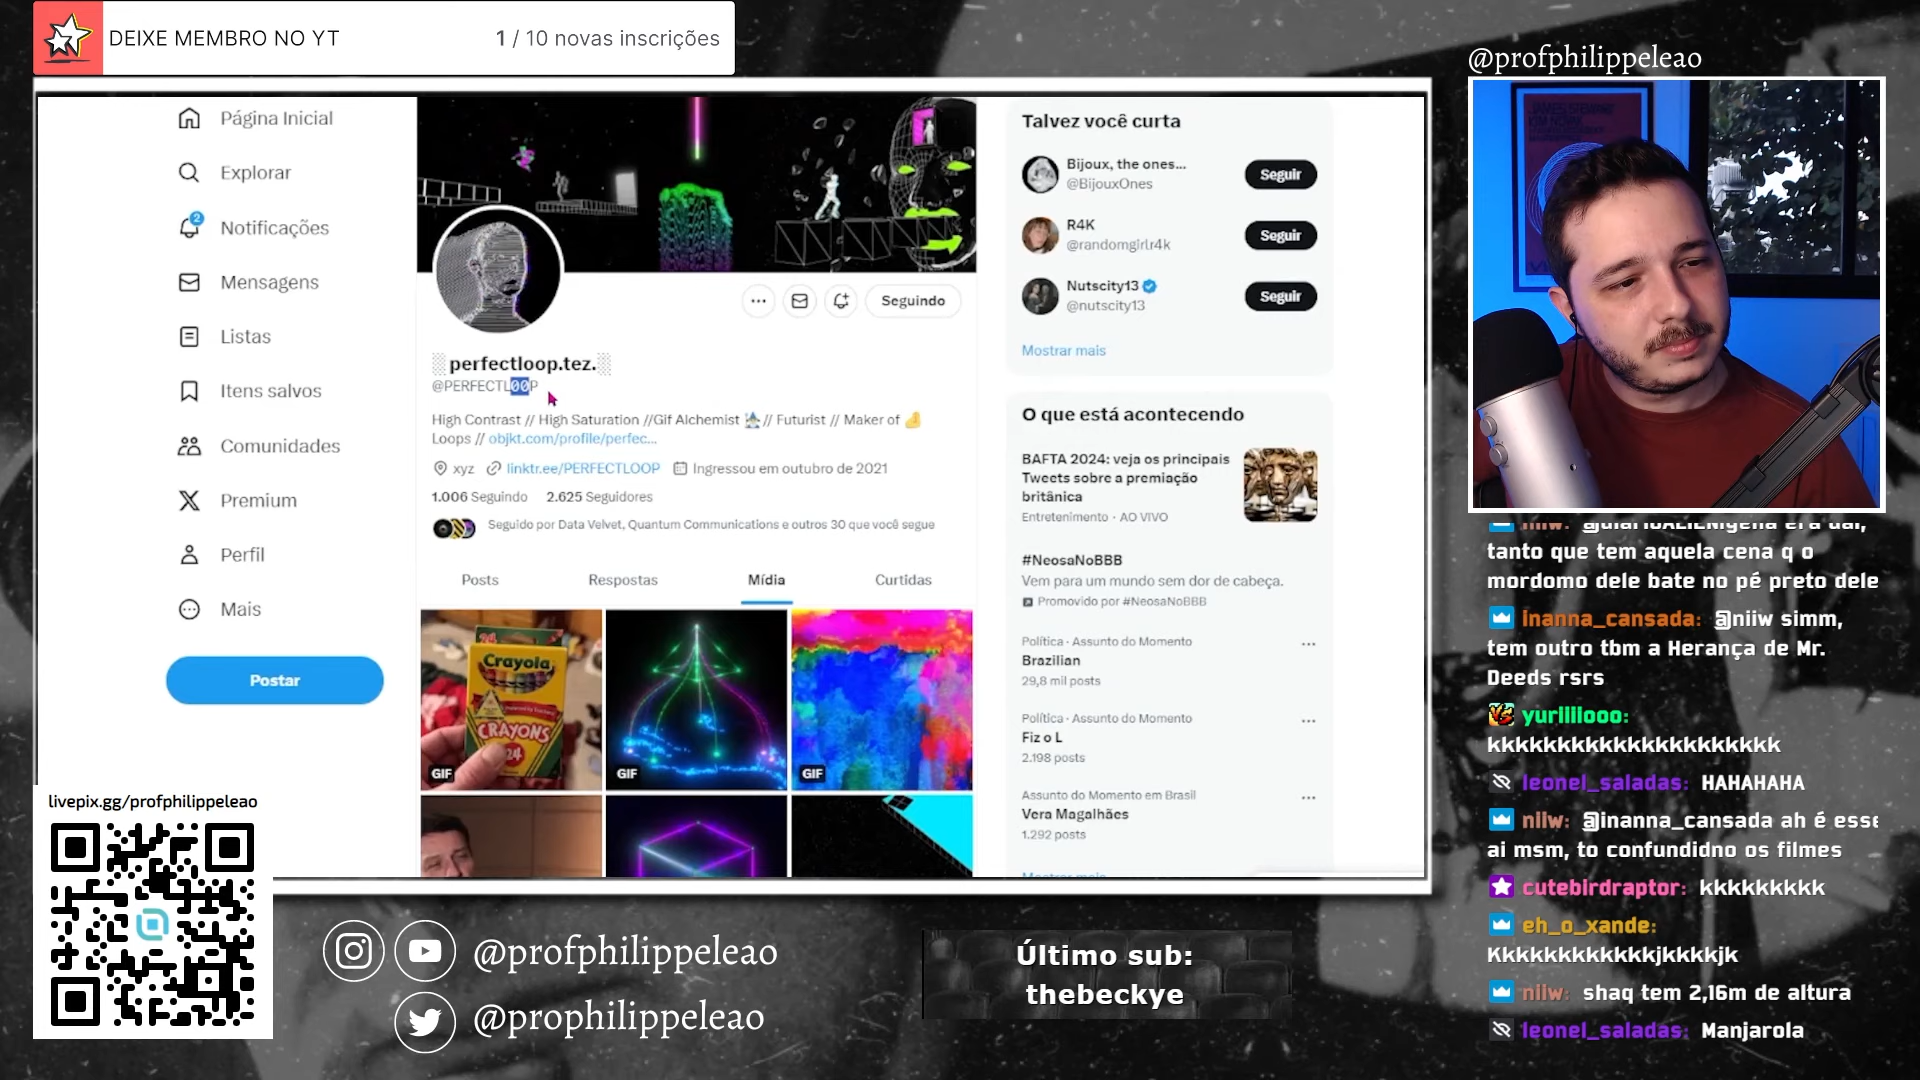 DEIXE MEMBRO NO YT
1 / 10 novas inscrições
@profphilippeleao
Página Inicial
Explorar
2
Notificações
Mensagens
Listas
Itens salvos
Comunidades
Premium
Perfil
Mais
Postar
Seguindo
░ perfectloop.tez.░
@PERFECTL00P
High Contrast // High Saturation //Gif Alchemist 🧙‍♂️ // Futurist // Maker of 🫰
Loops // objkt.com/profile/perfec...
xyz linktr.ee/PERFECTLOOP Ingressou em outubro de 2021
1.006 Seguindo 2.625 Seguidores
Seguido por Data Velvet, Quantum Communications e outros 30 que você segue
Posts Respostas Mídia Curtidas
24
Crayola
CRAYONS
24
GIF
GIF
GIF
Talvez você curta
Bijoux, the ones...
@BijouxOnes
Seguir
R4K
@randomgirlr4k
Seguir
Nutscity13
@nutscity13
Seguir
Mostrar mais
O que está acontecendo
BAFTA 2024: veja os principais
Tweets sobre a premiação
britânica
Entretenimento · AO VIVO
#NeosaNoBBB
Vem para um mundo sem dor de cabeça.
Promovido por #NeosaNoBBB
Política · Assunto do Momento
Brazilian
29,8 mil posts
Política · Assunto do Momento
Fiz o L
2.198 posts
Assunto do Momento em Brasil
Vera Magalhães
1.292 posts
Mostrar mais
tanto que tem aquela cena q o
mordomo dele bate no pé preto dele
inanna_cansada: @niiw simm,
tem outro tbm a Herança de Mr.
Deeds rsrs
yuriiiiooo:
kkkkkkkkkkkkkkkkkkkkk
leonel_saladas: HAHAHAHA
niiw: @inanna_cansada ah é esse
ai msm, to confundidno os filmes
cutebirdraptor: kkkkkkkkk
eh_o_xande:
Kkkkkkkkkkkkjkkkkjk
niiw: shaq tem 2,16m de altura
leonel_saladas: Manjarola
livepix.gg/profphilippeleao
@profphilippeleao
@prophilippeleao
Último sub:
thebeckye